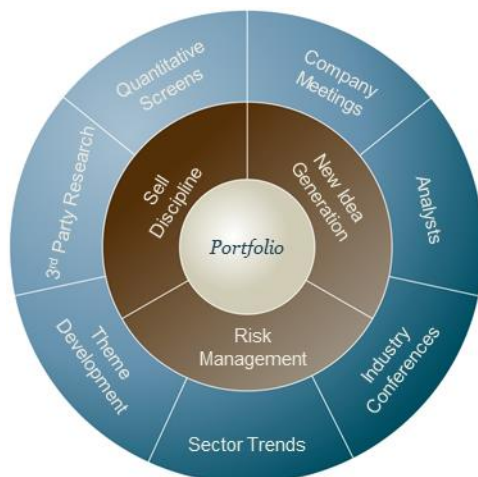 Quantitative
Screens
Company
Meetings
Analysts
Industry
Conferences
Sector Trends
Theme
Development
3rd Party Research
Sell
Discipline
New Idea
Generation
Risk
Management
Portfolio